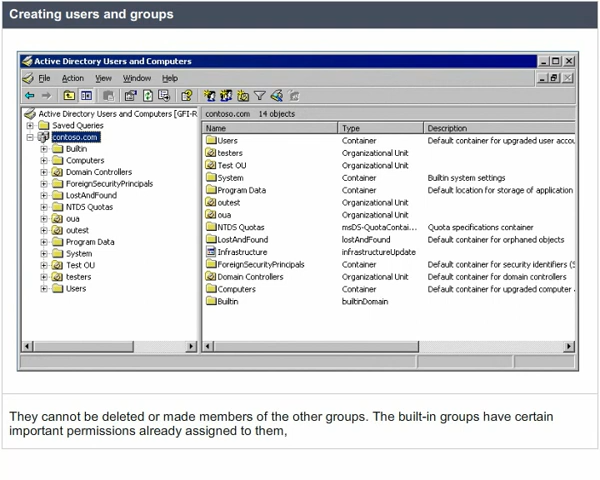 Creating users and groups
Active Directory Users and Computers
File Action View Window Help
Active Directory Users and Computers [GFI-R
Saved Queries
contoso.com
Builtin
Computers
Domain Controllers
ForeignSecurityPrincipals
LostAndFound
NTDS Quotas
oua
outest
Program Data
System
Test OU
testers
Users
contoso.com 14 objects
Name Type Description
Users Container Default container for upgraded user accou
testers Organizational Unit
Test OU Organizational Unit
System Container Builtin system settings
Program Data Container Default location for storage of application
outest Organizational Unit
oua Organizational Unit
NTDS Quotas msDS-QuotaContai... Quota specifications container
LostAndFound lostAndFound Default container for orphaned objects
Infrastructure infrastructureUpdate
ForeignSecurityPrincipals Container Default container for security identifiers (S
Domain Controllers Organizational Unit Default container for domain controllers
Computers Container Default container for upgraded computer
Builtin builtinDomain
They cannot be deleted or made members of the other groups. The built-in groups have certain
important permissions already assigned to them,